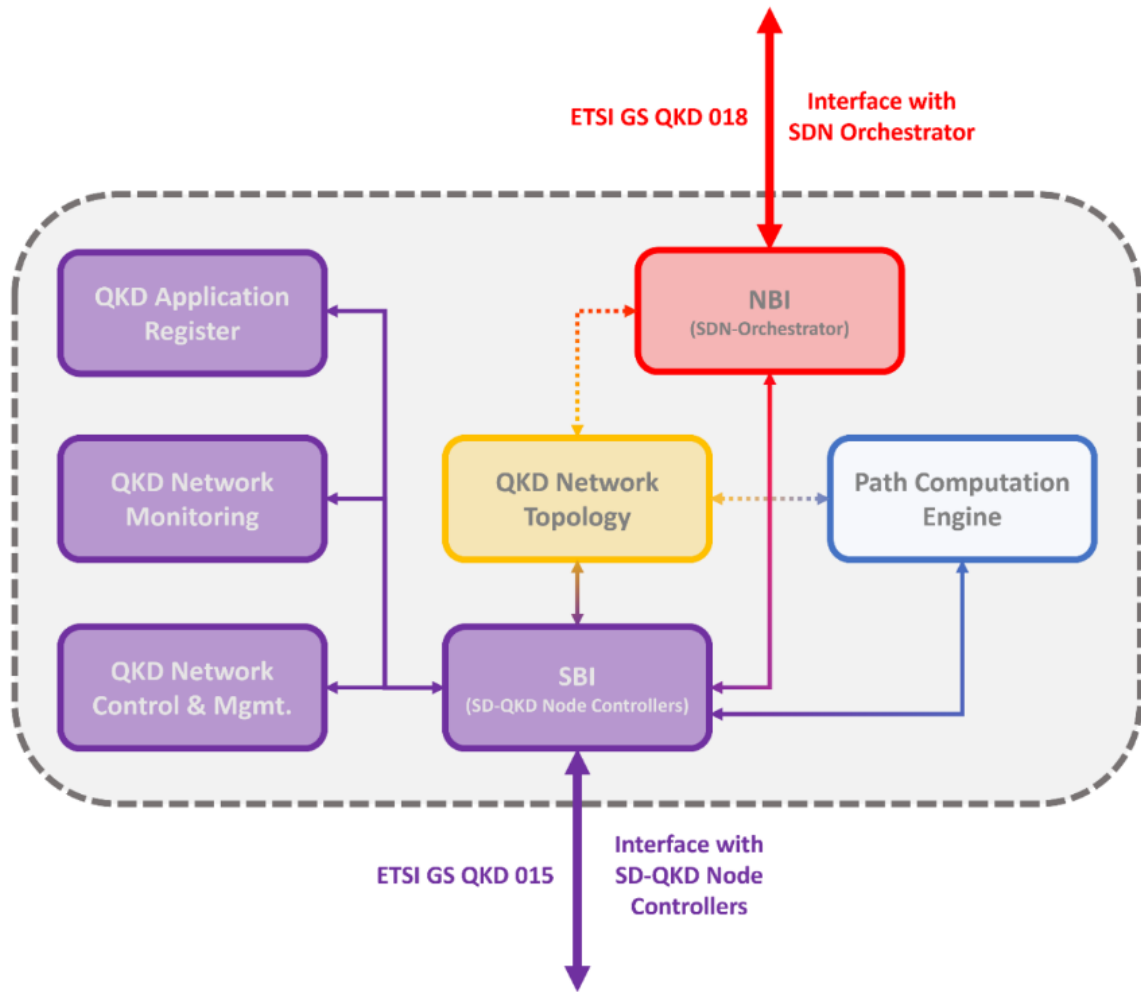 ETSI GS QKD 018
Interface with
SDN Orchestrator
QKD Application
Register
NBI
(SDN-Orchestrator)
QKD Network
Monitoring
QKD Network
Topology
Path Computation
Engine
QKD Network
Control & Mgmt.
SBI
(SD-QKD Node Controllers)
ETSI GS QKD 015
Interface with
SD-QKD Node
Controllers